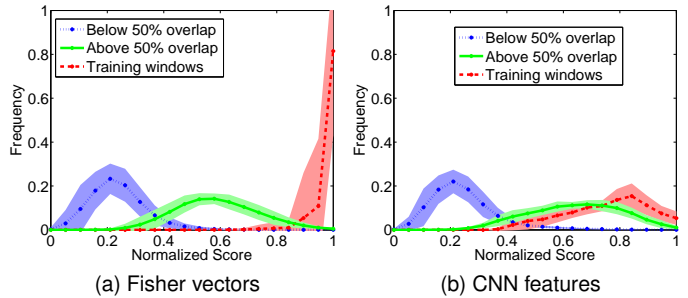 1
0.8
0.6
0.4
0.2
0
Frequency
Below 50% overlap
Above 50% overlap
Training windows
0 0.2 0.4 0.6 0.8 1
Normalized Score
(a) Fisher vectors
1
0.8
0.6
0.4
0.2
0
Frequency
Below 50% overlap
Above 50% overlap
Training windows
0 0.2 0.4 0.6 0.8 1
Normalized Score
(b) CNN features